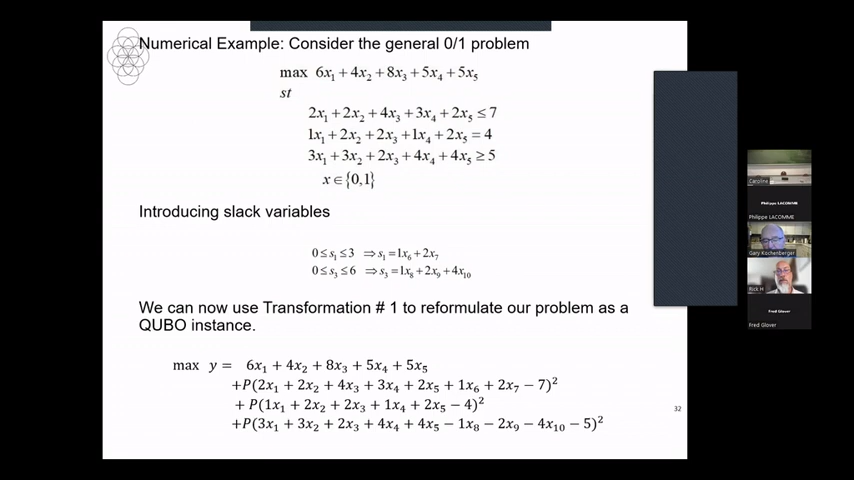 Numerical Example: Consider the general 0/1 problem
max 6x₁ + 4x₂ + 8x₃ + 5x₄ + 5x₅
st
2x₁ + 2x₂ + 4x₃ + 3x₄ + 2x₅ ≤ 7
1x₁ + 2x₂ + 2x₃ + 1x₄ + 2x₅ = 4
3x₁ + 3x₂ + 2x₃ + 4x₄ + 4x₅ ≥ 5
x ∈ {0,1}
Introducing slack variables
0 ≤ s₁ ≤ 3 ⇒ s₁ = 1x₆ + 2x₇
0 ≤ s₃ ≤ 6 ⇒ s₃ = 1x₈ + 2x₉ + 4x₁₀
We can now use Transformation # 1 to reformulate our problem as a
QUBO instance.
max y = 6x₁ + 4x₂ + 8x₃ + 5x₄ + 5x₅
+P(2x₁ + 2x₂ + 4x₃ + 3x₄ + 2x₅ + 1x₆ + 2x₇ − 7)²
+ P(1x₁ + 2x₂ + 2x₃ + 1x₄ + 2x₅ − 4)²
+P(3x₁ + 3x₂ + 2x₃ + 4x₄ + 4x₅ − 1x₈ − 2x₉ − 4x₁₀ − 5)²
32
Caroline
Philippe LACOMME
Philippe LACOMME
Gary Kochenberger
Rick H
Fred Glover
Fred Glover